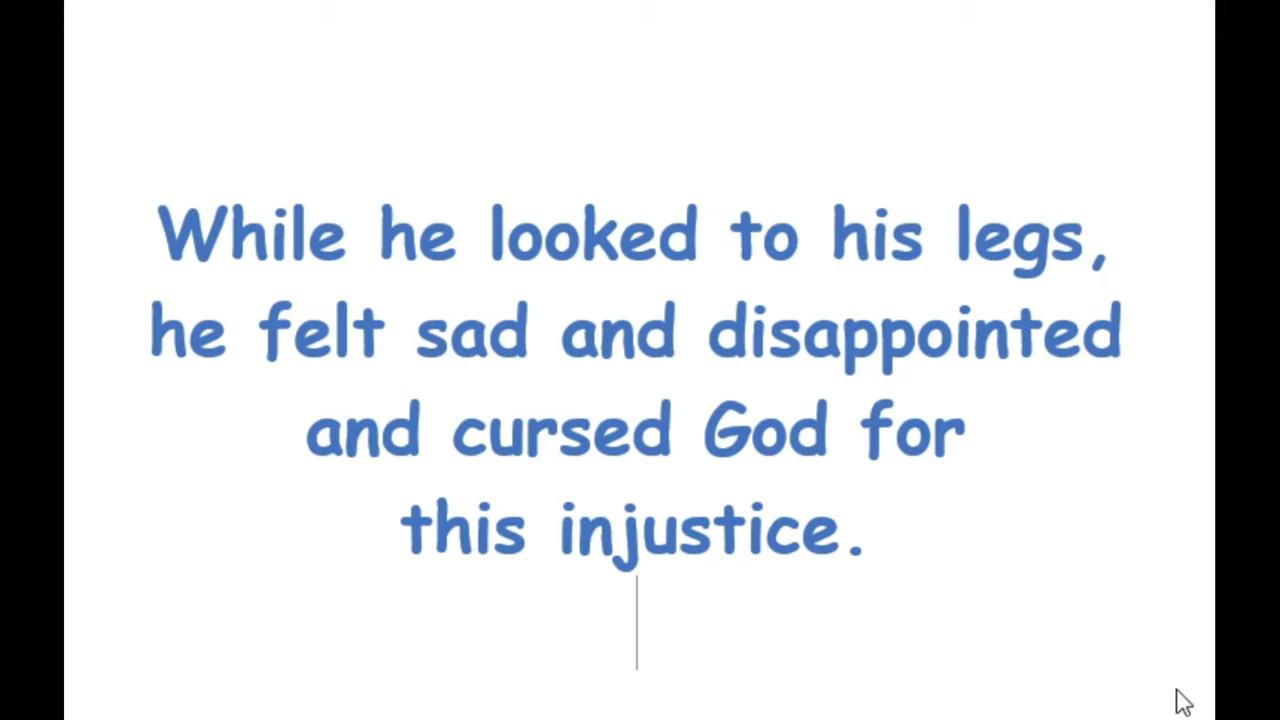 While he looked to his legs,
he felt sad and disappointed
and cursed God for
this injustice.